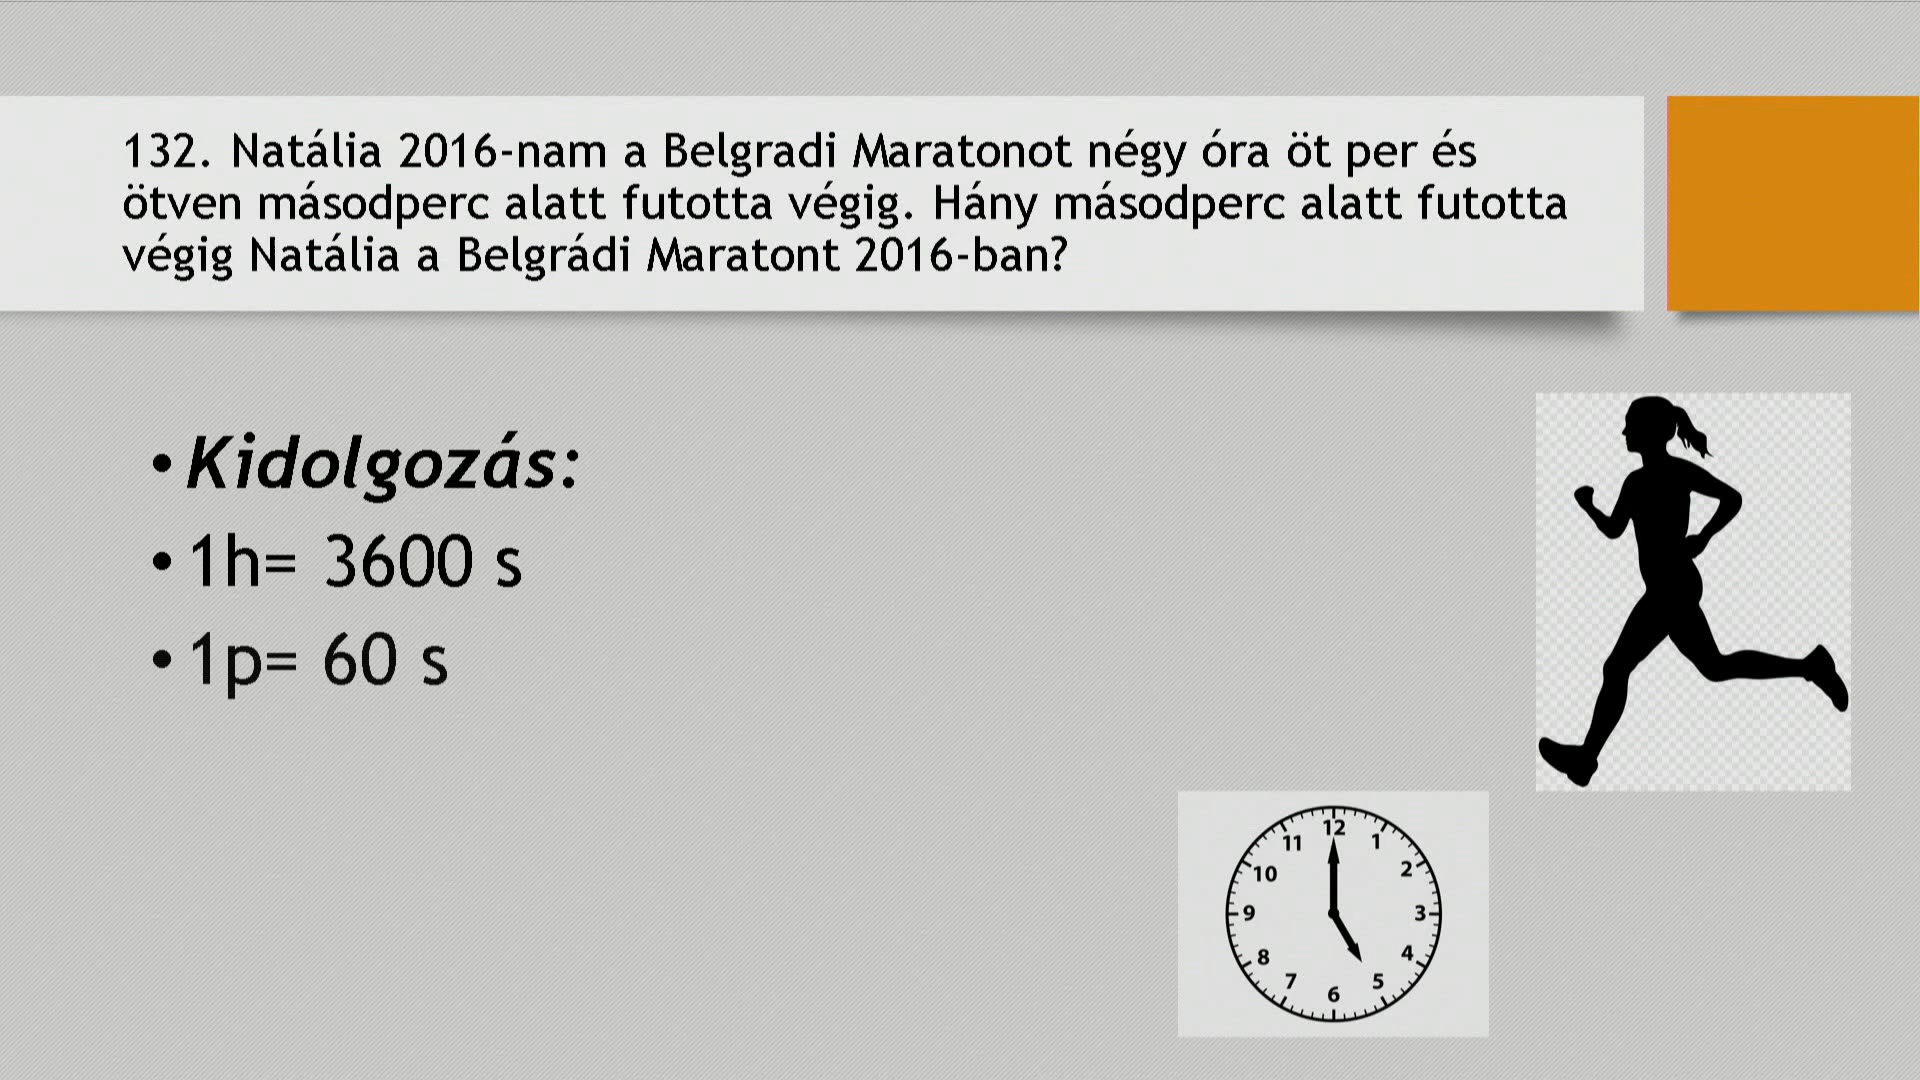 132. Natália 2016-nam a Belgradi Maratonot négy óra öt per és
ötven másodperc alatt futotta végig. Hány másodperc alatt futotta
végig Natália a Belgrádi Maratont 2016-ban?
• Kidolgozás:
• 1h= 3600 s
• 1p= 60 s
12
11 1
10 2
9 3
8 4
7 5
6